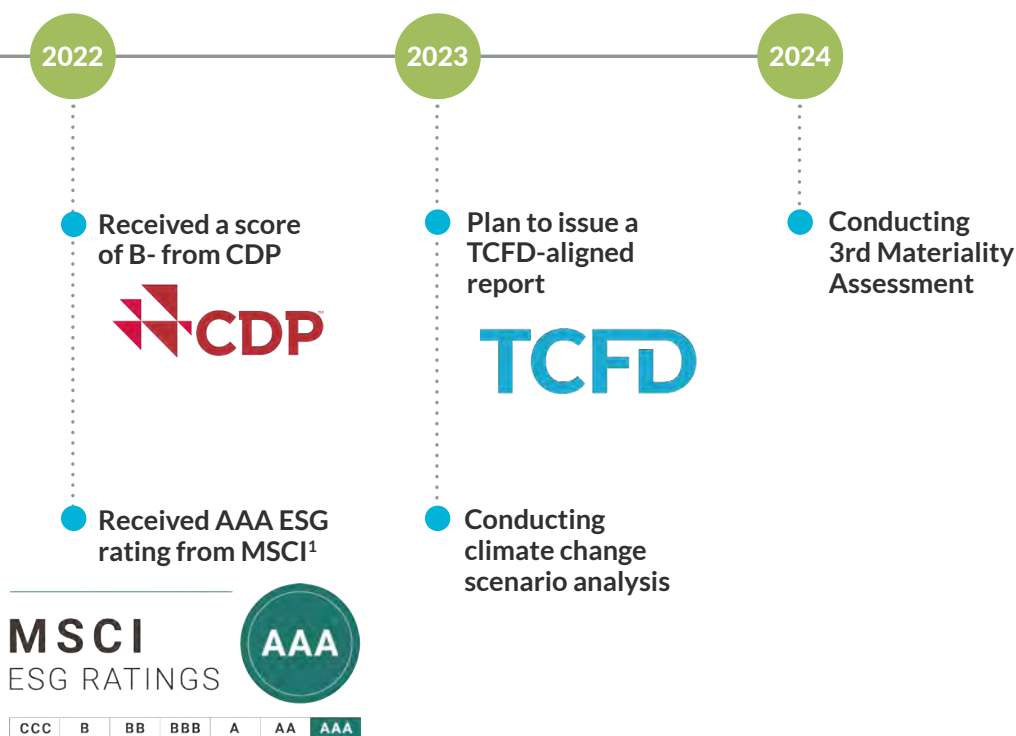 2022
2023
2024
Received a score
of B- from CDP
CDP™
Received AAA ESG
rating from MSCI¹
MSCI
ESG RATINGS
AAA
CCC B BB BBB A AA AAA
Plan to issue a
TCFD-aligned
report
TCFD
Conducting
climate change
scenario analysis
Conducting
3rd Materiality
Assessment